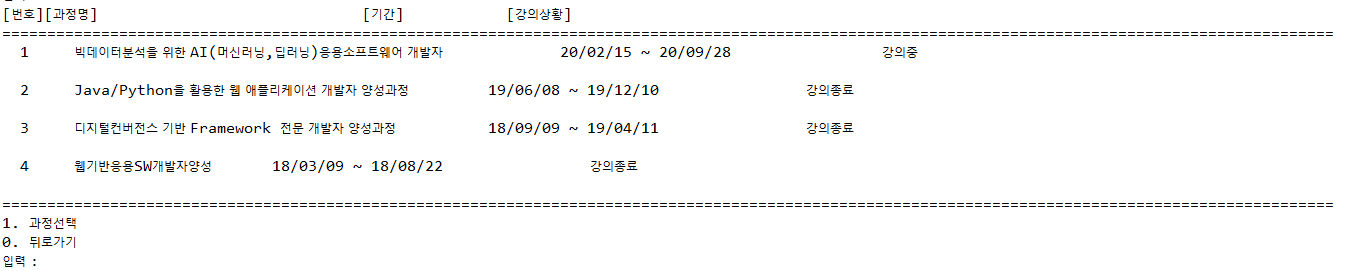 [번호][과정명] [기간] [강의상황]
====================================================================================================================================================
1 빅데이터분석을 위한 AI(머신러닝,딥러닝)응용소프트웨어 개발자 20/02/15 ~ 20/09/28 강의중
2 Java/Python을 활용한 웹 애플리케이션 개발자 양성과정 19/06/08 ~ 19/12/10 강의종료
3 디지털컨버전스 기반 Framework 전문 개발자 양성과정 18/09/09 ~ 19/04/11 강의종료
4 웹기반응용SW개발자양성 18/03/09 ~ 18/08/22 강의종료
====================================================================================================================================================
1. 과정선택
0. 뒤로가기
입력 :